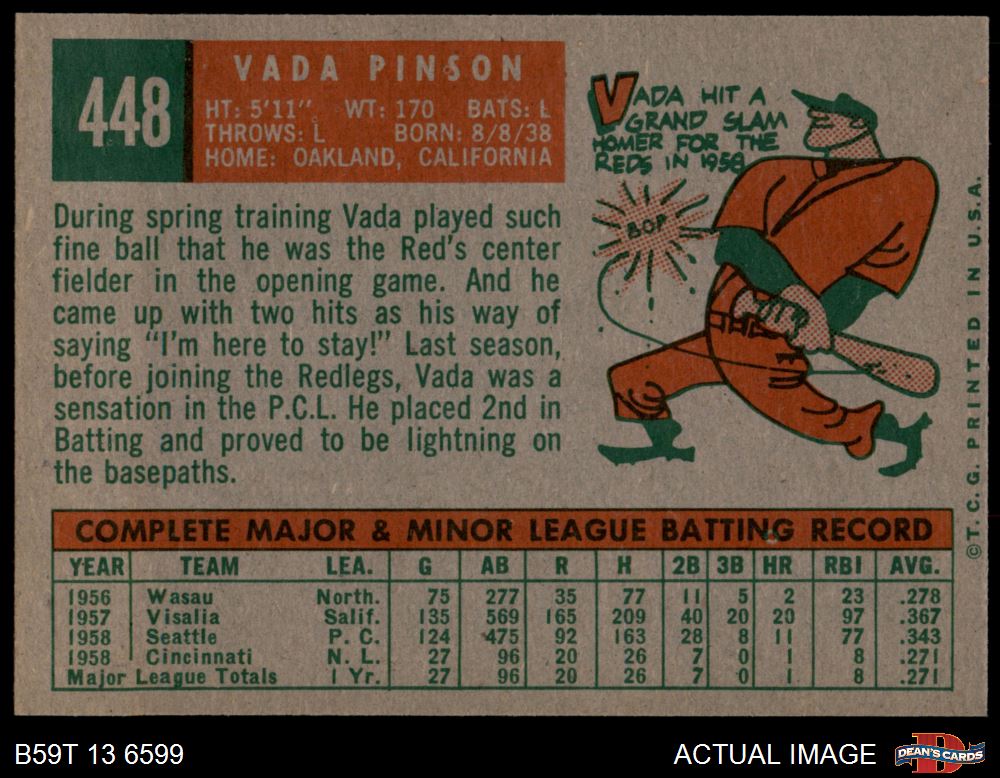 448
VADA PINSON
HT: 5'11" WT: 170 BATS: L
THROWS: L BORN: 8/8/38
HOME: OAKLAND, CALIFORNIA
VADA HIT A
GRAND SLAM
HOMER FOR THE
REDS IN 1958
BOP
During spring training Vada played such
fine ball that he was the Red's center
fielder in the opening game. And he
came up with two hits as his way of
saying "I'm here to stay!" Last season,
before joining the Redlegs, Vada was a
sensation in the P.C.L. He placed 2nd in
Batting and proved to be lightning on
the basepaths.
©T.C.G. PRINTED IN U.S.A.
COMPLETE MAJOR & MINOR LEAGUE BATTING RECORD
YEAR TEAM LEA. G AB R H 2B 3B HR RBI AVG.
1956 Wasau North. 75 277 35 77 11 5 2 23 .278
1957 Visalia Salif. 135 569 165 209 40 20 20 97 .367
1958 Seattle P. C. 124 475 92 163 28 8 11 77 .343
1958 Cincinnati N. L. 27 96 20 26 7 0 1 8 .271
Major League Totals 1 Yr. 27 96 20 26 7 0 1 8 .271
B59T 13 6599
ACTUAL IMAGE
D
DEAN'S CARDS